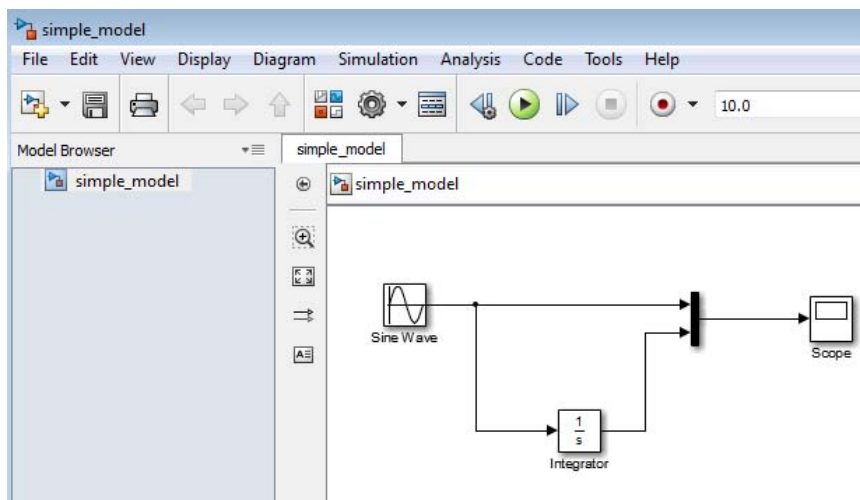 simple_model
File Edit View Display Diagram Simulation Analysis Code Tools Help
10.0
Model Browser
simple_model
simple_model
simple_model
Sine Wave
Scope
1
s
Integrator